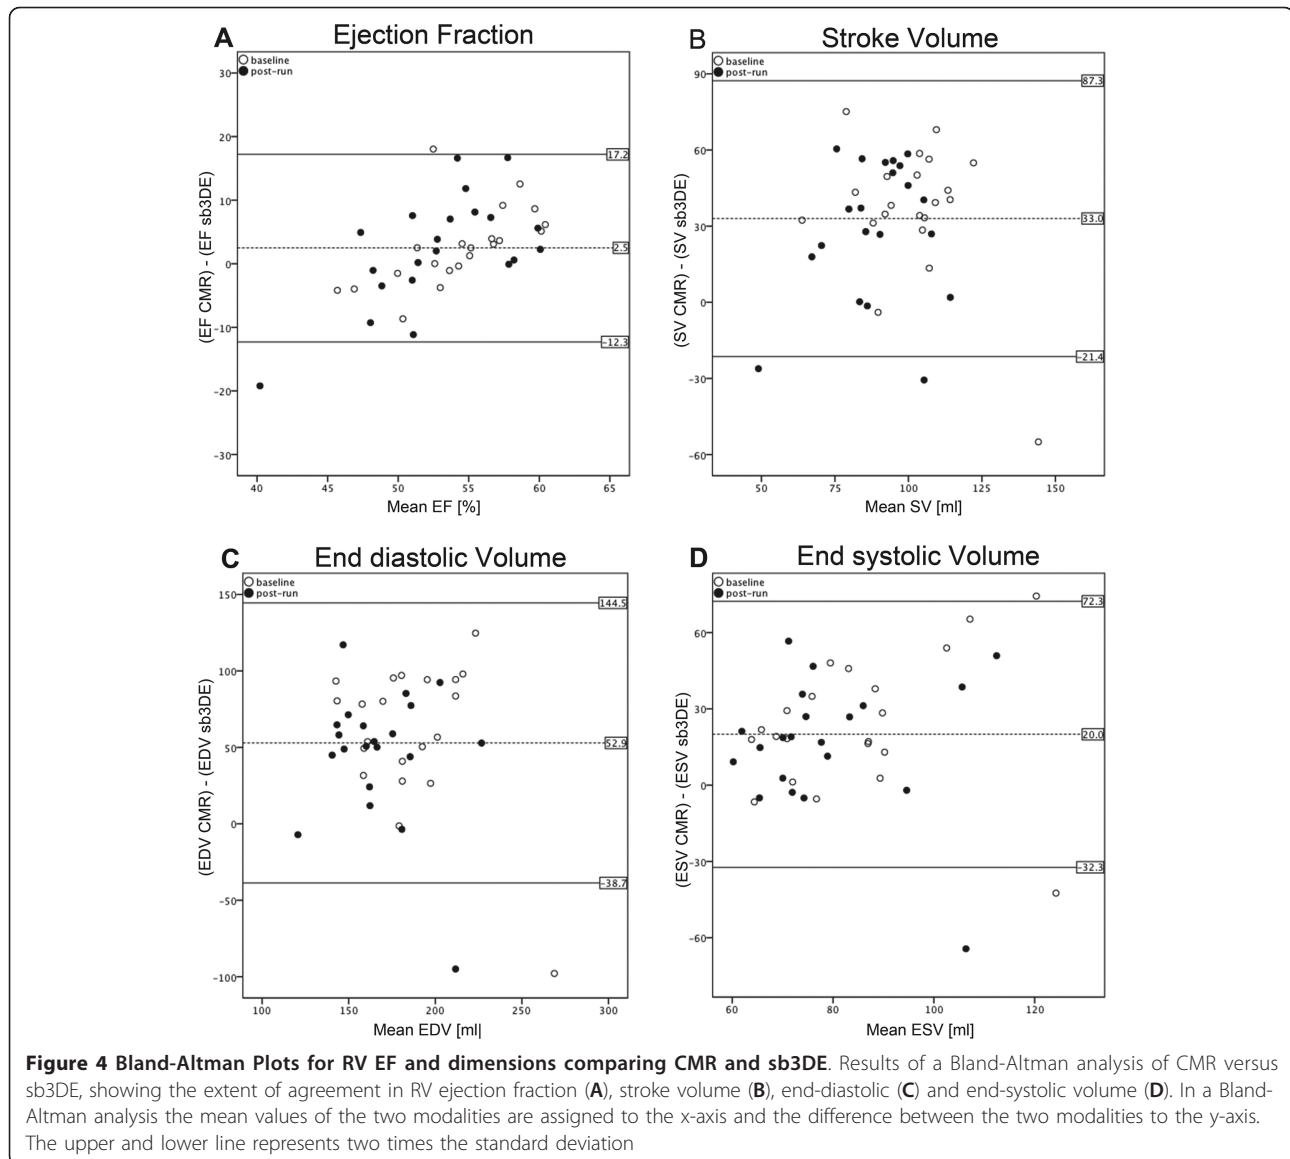 A Ejection Fraction
baseline
post-run
30
20
10
0
-10
-20
-30
17.2
2.5
-12.3
(EF CMR) - (EF sb3DE)
40 45 50 55 60 65
Mean EF [%]
B Stroke Volume
baseline
post-run
90
60
30
0
-30
-60
87.3
33.0
-21.4
(SV CMR) - (SV sb3DE)
50 75 100 125 150
Mean SV [ml]
C End diastolic Volume
baseline
post-run
150
100
50
0
-50
-100
144.5
52.9
-38.7
(EDV CMR) - (EDV sb3DE)
100 150 200 250 300
Mean EDV [ml|
D End systolic Volume
baseline
post-run
60
30
0
-30
-60
72.3
20.0
-32.3
(ESV CMR) - (ESV sb3DE)
60 80 100 120
Mean ESV [ml]
Figure 4 Bland-Altman Plots for RV EF and dimensions comparing CMR and sb3DE. Results of a Bland-Altman analysis of CMR versus
sb3DE, showing the extent of agreement in RV ejection fraction (A), stroke volume (B), end-diastolic (C) and end-systolic volume (D). In a Bland-
Altman analysis the mean values of the two modalities are assigned to the x-axis and the difference between the two modalities to the y-axis.
The upper and lower line represents two times the standard deviation